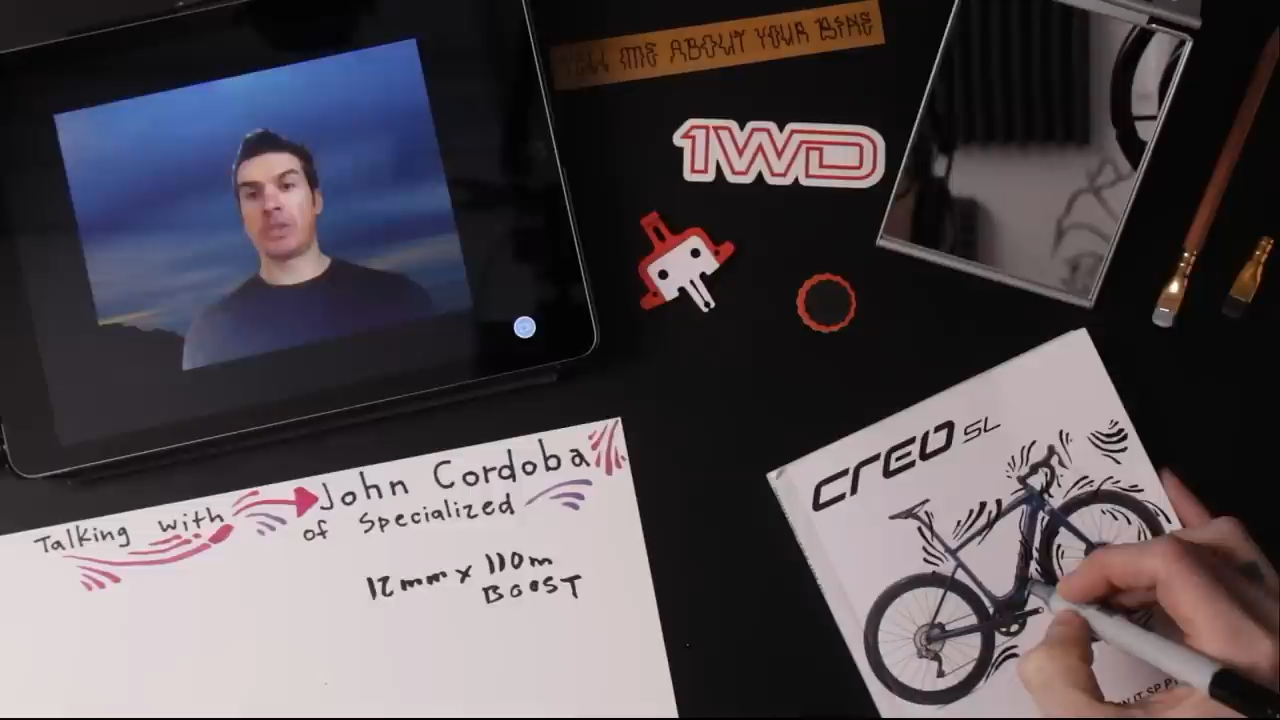 TELL ME ABOUT YOUR BIKE
1WD
CREO SL
Talking with John Cordoba
of Specialized
12mm x 110m
BOOST